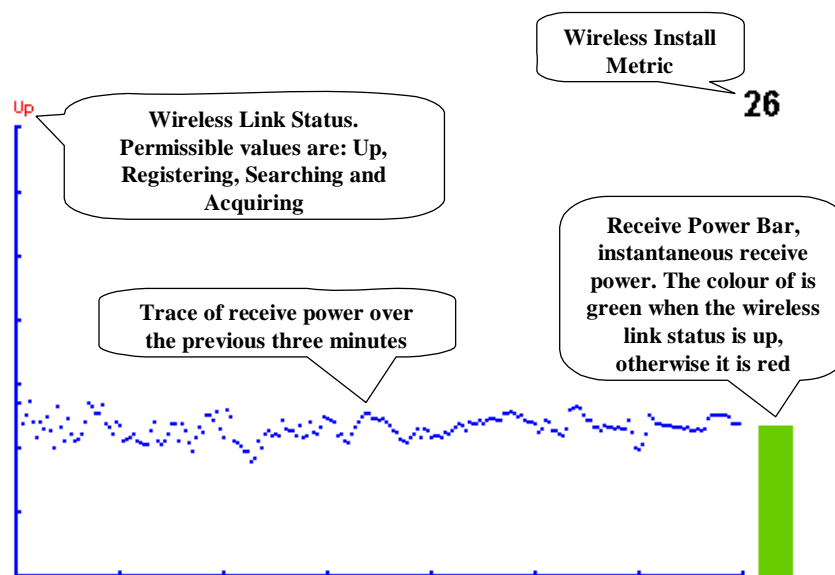 Wireless Install
Metric
26
Up
Wireless Link Status.
Permissible values are: Up,
Registering, Searching and
Acquiring
Receive Power Bar,
instantaneous receive
power. The colour of is
green when the wireless
link status is up,
otherwise it is red
Trace of receive power over
the previous three minutes